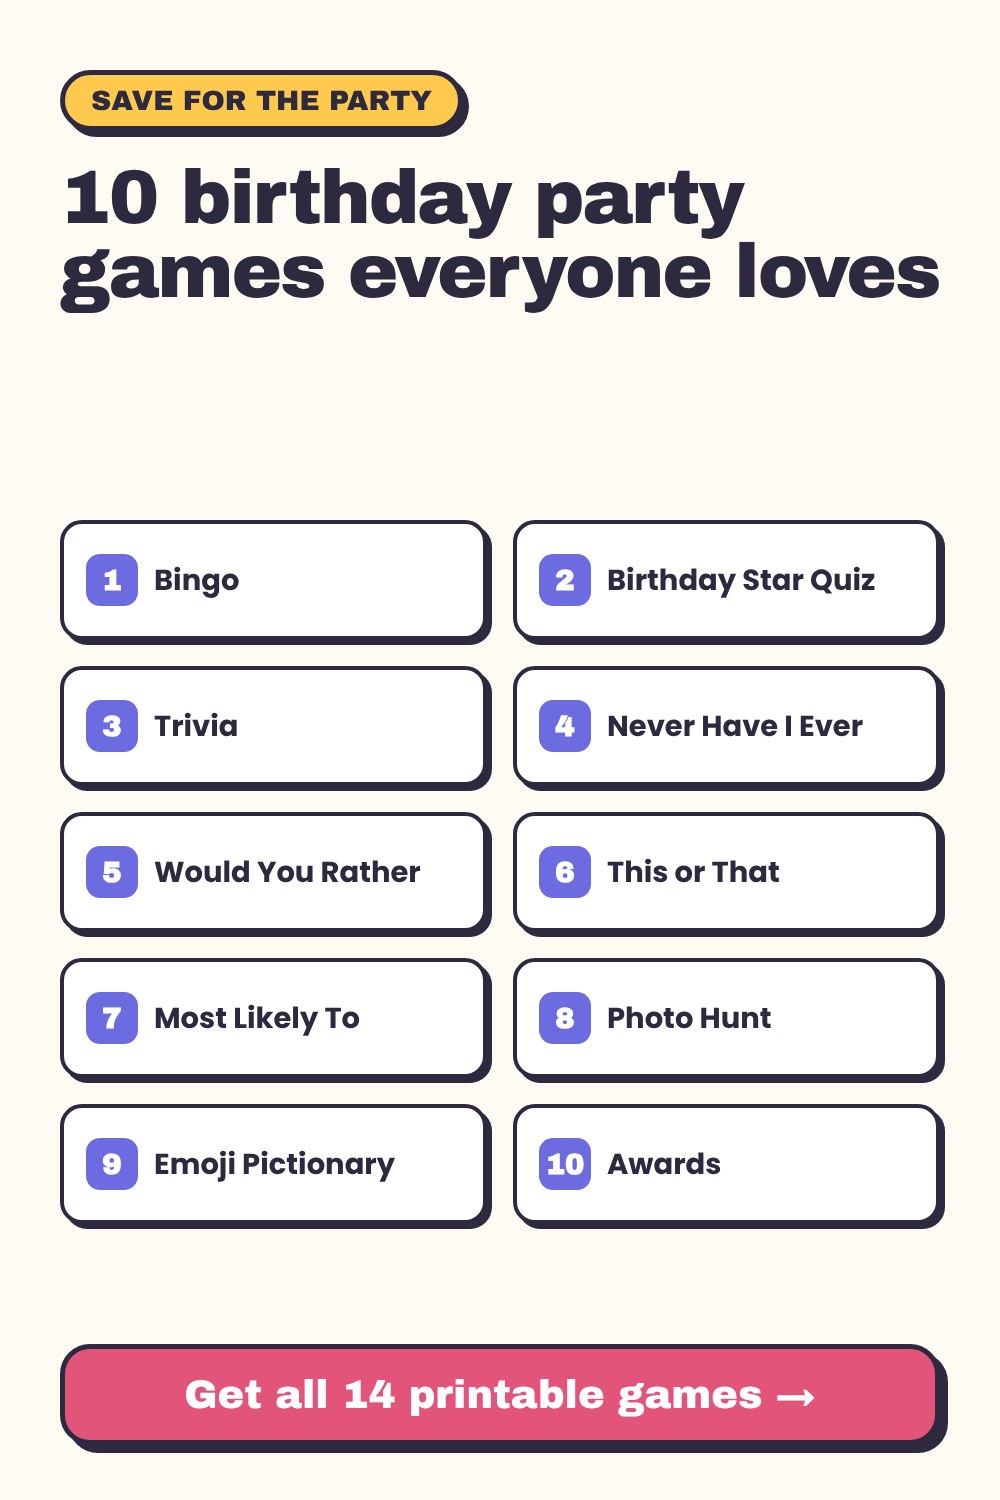 SAVE FOR THE PARTY
10 birthday party
games everyone loves
1 Bingo
2 Birthday Star Quiz
3 Trivia
4 Never Have I Ever
5 Would You Rather
6 This or That
7 Most Likely To
8 Photo Hunt
9 Emoji Pictionary
10 Awards
Get all 14 printable games →